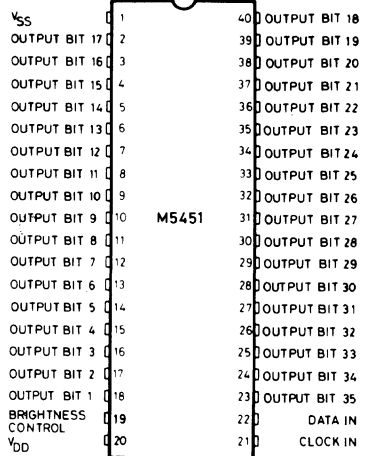 VSS 1 40 OUTPUT BIT 18
OUTPUT BIT 17 2 39 OUTPUT BIT 19
OUTPUT BIT 16 3 38 OUTPUT BIT 20
OUTPUT BIT 15 4 37 OUTPUT BIT 21
OUTPUT BIT 14 5 36 OUTPUT BIT 22
OUTPUT BIT 13 6 35 OUTPUT BIT 23
OUTPUT BIT 12 7 34 OUTPUT BIT 24
OUTPUT BIT 11 8 33 OUTPUT BIT 25
OUTPUT BIT 10 9 32 OUTPUT BIT 26
OUTPUT BIT 9 10 M5451 31 OUTPUT BIT 27
OUTPUT BIT 8 11 30 OUTPUT BIT 28
OUTPUT BIT 7 12 29 OUTPUT BIT 29
OUTPUT BIT 6 13 28 OUTPUT BIT 30
OUTPUT BIT 5 14 27 OUTPUT BIT 31
OUTPUT BIT 4 15 26 OUTPUT BIT 32
OUTPUT BIT 3 16 25 OUTPUT BIT 33
OUTPUT BIT 2 17 24 OUTPUT BIT 34
OUTPUT BIT 1 18 23 OUTPUT BIT 35
BRIGHTNESS
CONTROL 19 22 DATA IN
VDD 20 21 CLOCK IN